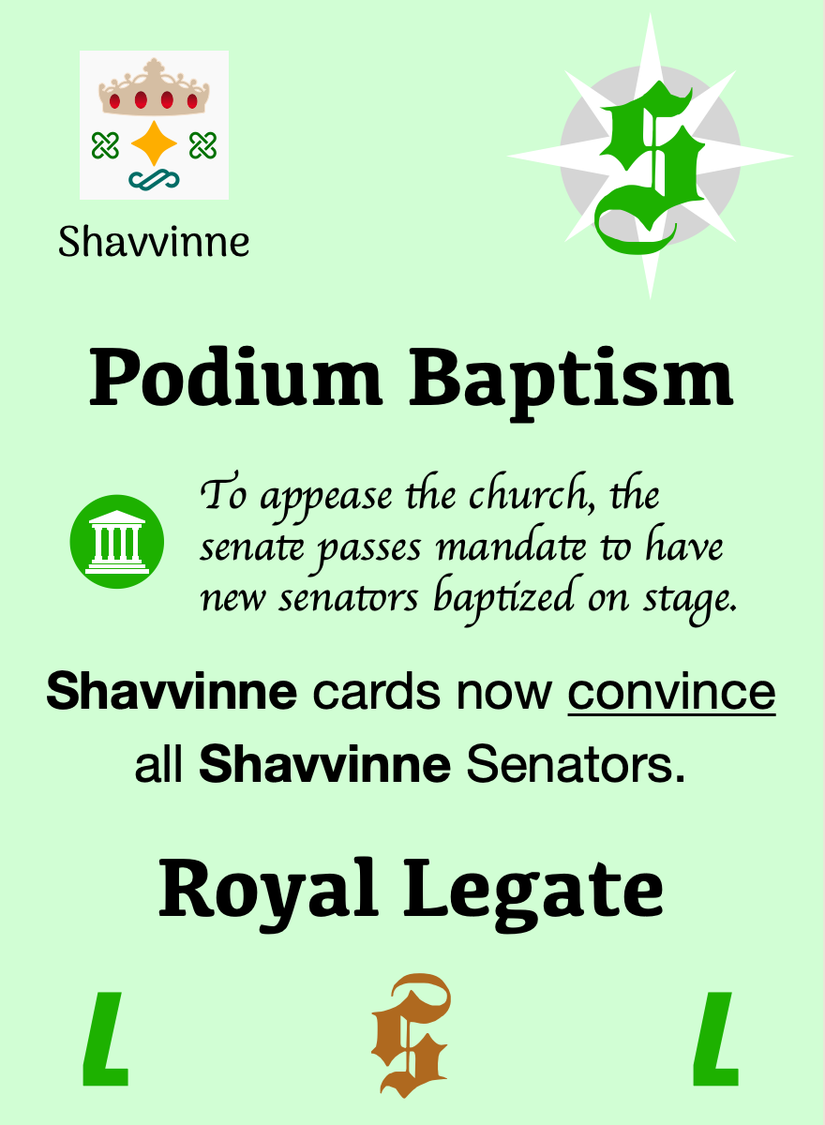 S
Shavvinne
Podium Baptism
To appease the church, the
senate passes mandate to have
new senators baptized on stage.
Shavvinne cards now convince
all Shavvinne Senators.
Royal Legate
L S L